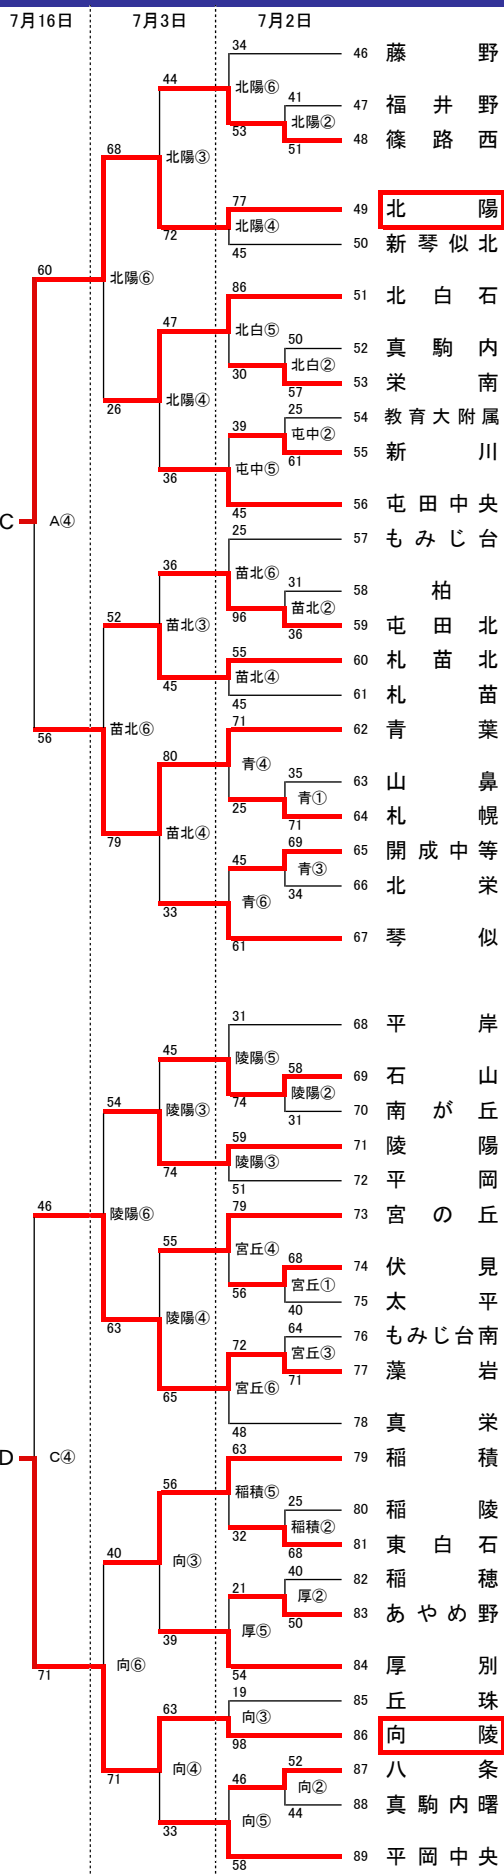 7月16日 7月3日 7月2日
34
46 藤野
44
北陽⑥
41
47 福井野
北陽②
53
51
48 篠路西
68
北陽③
77
49 北陽
72
北陽④
45
50 新琴似北
60
北陽⑥
86
51 北白石
47
北白⑤
50
52 真駒内
北白②
30
57
53 栄南
26
北陽④
39
25
54 教育大附属
屯中②
61
55 新川
36
屯中⑤
45
56 屯田中央
C
A④
25
57 もみじ台
36
苗北⑥
31
58 柏
苗北②
96
36
59 屯田北
52
苗北③
55
60 札苗北
45
苗北④
45
61 札苗
56
苗北⑥
71
62 青葉
80
青④
35
63 山鼻
青①
25
71
64 札幌
79
苗北④
45
69
65 開成中等
青③
34
66 北栄
33
青⑥
61
67 琴似
31
68 平岸
45
陵陽⑤
58
69 石山
陵陽②
74
31
70 南が丘
54
陵陽③
59
71 陵陽
74
陵陽③
51
72 平岡
46
陵陽⑥
79
73 宮の丘
55
宮丘④
68
74 伏見
宮丘①
56
40
75 太平
63
陵陽④
72
64
76 もみじ台南
宮丘③
71
77 藻岩
65
宮丘⑥
48
78 真栄
D
C④
63
79 稲積
56
稲積⑤
25
80 稲陵
稲積②
32
68
81 東白石
40
向③
21
40
82 稲穂
厚②
50
83 あやめ野
39
厚⑤
54
84 厚別
71
向⑥
19
85 丘珠
63
向③
98
86 向陵
71
向④
46
52
87 八条
向②
44
88 真駒内曙
33
向⑤
58
89 平岡中央